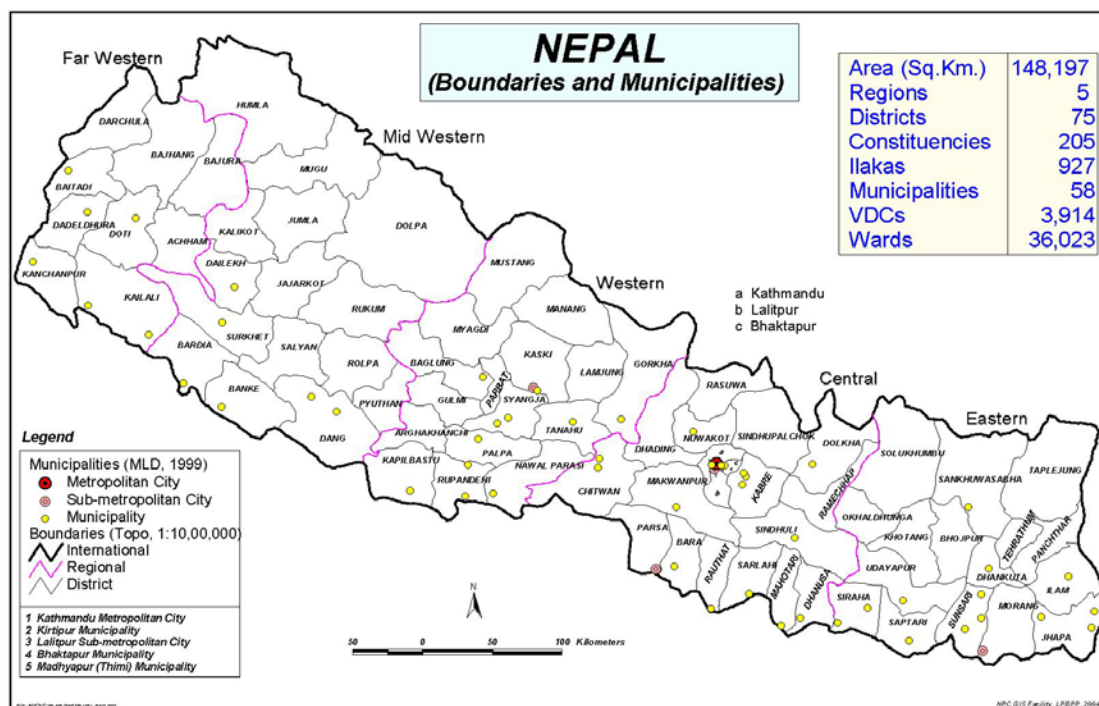 NEPAL
(Boundaries and Municipalities)
Area (Sq.Km.) 148,197
Regions 5
Districts 75
Constituencies 205
Ilakas 927
Municipalities 58
VDCs 3,914
Wards 36,023
Far Western
Mid Western
Western
Central
Eastern
a Kathmandu
b Lalitpur
c Bhaktapur
HUMLA
DARCHULA
BAJHANG
BAJURA
MUGU
BAITADI
DADELDHURA
DOTI
ACHHAM
KALIKOT
JUMLA
DOLPA
KANCHANPUR
KAILALI
DAILEKH
JAJARKOT
MUSTANG
RUKUM
MYAGDI
MANANG
BARDIA
SURKHET
SALYAN
ROLPA
BAGLUNG
PARBAT
KASKI
LAMJUNG
GORKHA
RASUWA
BANKE
PYUTHAN
GULMI
SYANGJA
DANG
ARGHAKHANCHI
TANAHU
DHADING
NUWAKOT
SINDHUPALCHOK
DOLKHA
SOLUKHUMBU
SANKHUWASABHA
TAPLEJUNG
KAPILBASTU
PALPA
RUPANDEHI
NAWAL PARASI
CHITWAN
MAKWANPUR
a
c
b
KABRE
RAMECHHAP
OKHALDHUNGA
KHOTANG
BHOJPUR
TEHRATHUM
PANCHTHAR
PARSA
BARA
RAUTHAT
SARLAHI
SINDHULI
MAHOTARI
DHANUSA
SIRAHA
UDAYAPUR
SAPTARI
SUNSARI
DHANKUTA
MORANG
ILAM
JHAPA
Legend
Municipalities (MLD, 1999)
Metropolitan City
Sub-metropolitan City
Municipality
Boundaries (Topo, 1:10,00,000)
International
Regional
District
1 Kathmandu Metropolitan City
2 Kirtipur Municipality
3 Lalitpur Sub-metropolitan City
4 Bhaktapur Municipality
5 Madhyapur (Thimi) Municipality
N
50 0 50 100 Kilometers
NPC GIS Facility, LPBPP, 2004